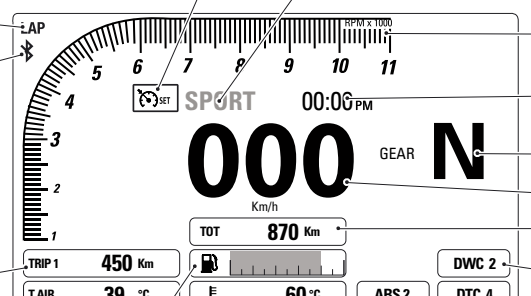 LAP
RPM x 1000
4 5 6 7 8 9 10 11
3
2
1
SET SPORT 00:00 PM
000
Km/h
GEAR N
TOT 870 Km
TRIP 1 450 Km
DWC 2
T.AIR 39 °C
60 °C
ABS 2
DTC 4